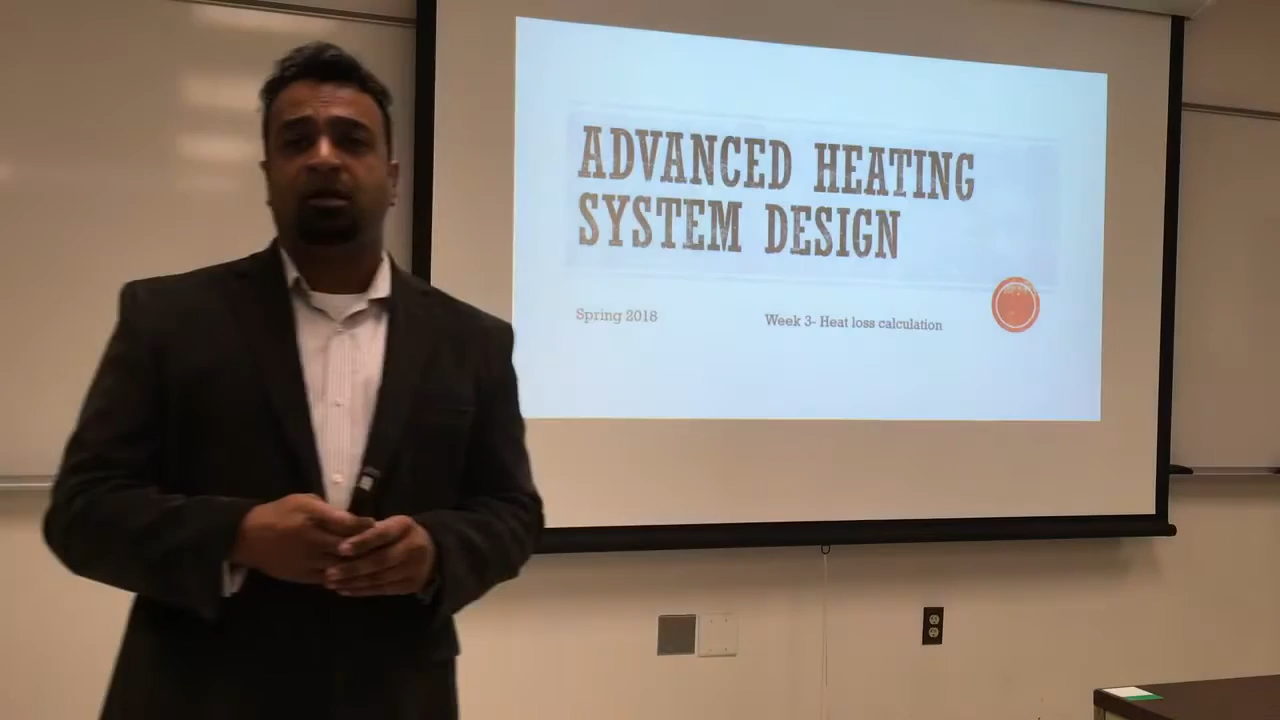 ADVANCED HEATING
SYSTEM DESIGN
Spring 2018
Week 3- Heat loss calculation